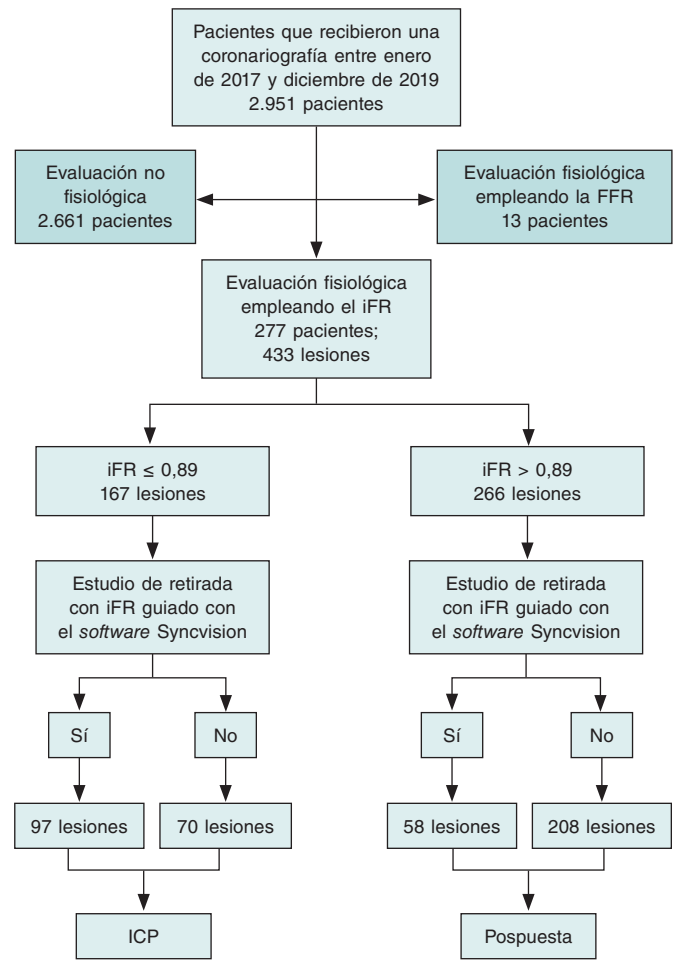 Pacientes que recibieron una
coronariografía entre enero
de 2017 y diciembre de 2019
2.951 pacientes
Evaluación no
fisiológica
2.661 pacientes
Evaluación fisiológica
empleando la FFR
13 pacientes
Evaluación fisiológica
empleando el iFR
277 pacientes;
433 lesiones
iFR ≤ 0,89
167 lesiones
iFR > 0,89
266 lesiones
Estudio de retirada
con iFR guiado con
el software Syncvision
Estudio de retirada
con iFR guiado con
el software Syncvision
Sí
No
Sí
No
97 lesiones
70 lesiones
58 lesiones
208 lesiones
ICP
Pospuesta